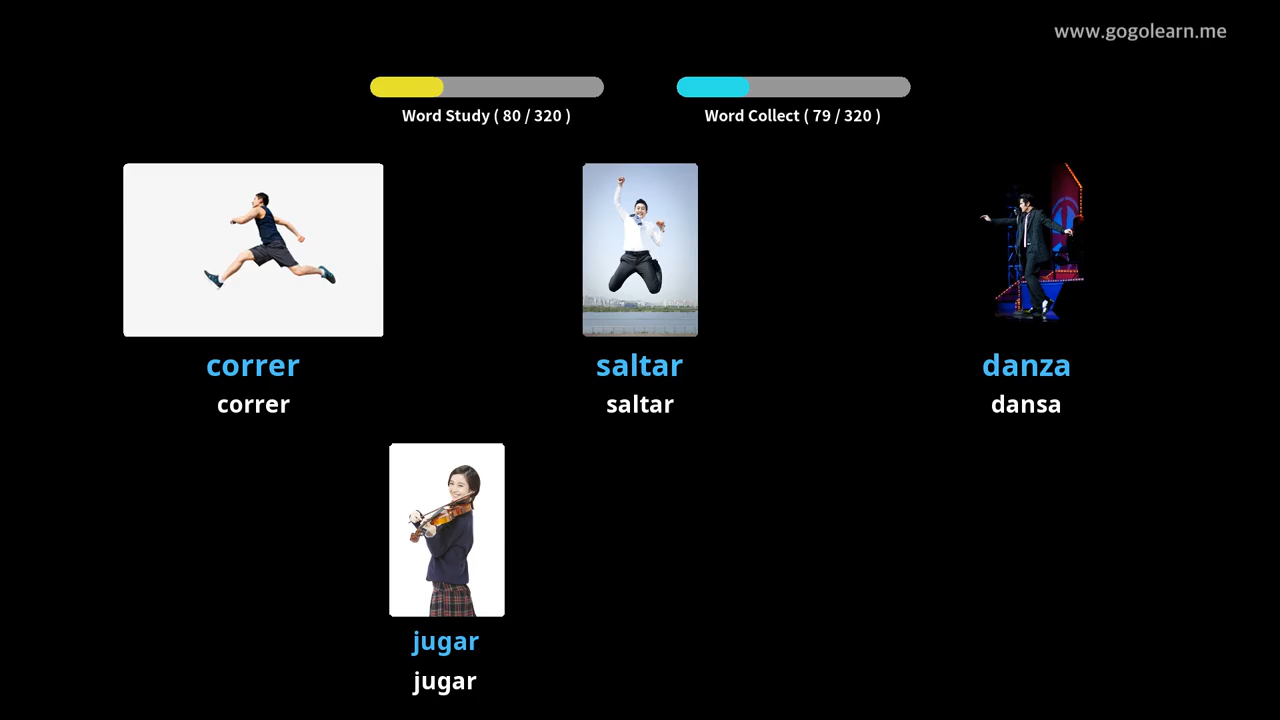 www.gogolearn.me
Word Study ( 80 / 320 )
Word Collect ( 79 / 320 )
correr
correr
saltar
saltar
danza
dansa
jugar
jugar